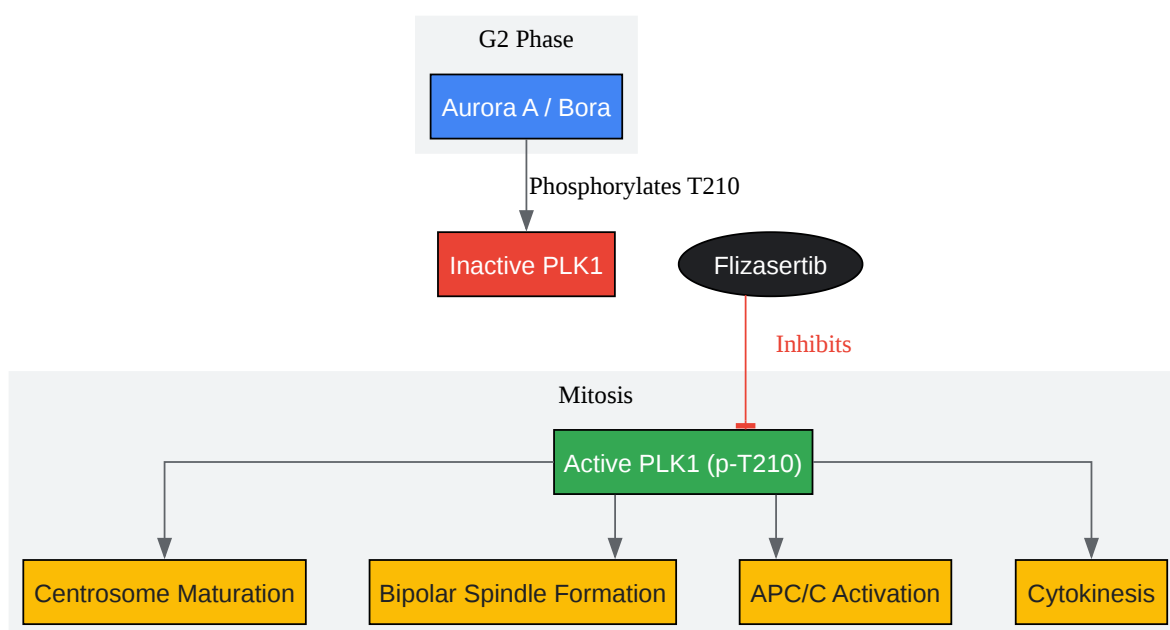 G2 Phase
Aurora A / Bora
Phosphorylates T210
Inactive PLK1
Flizasertib
Inhibits
Mitosis
Active PLK1 (p-T210)
Centrosome Maturation
Bipolar Spindle Formation
APC/C Activation
Cytokinesis